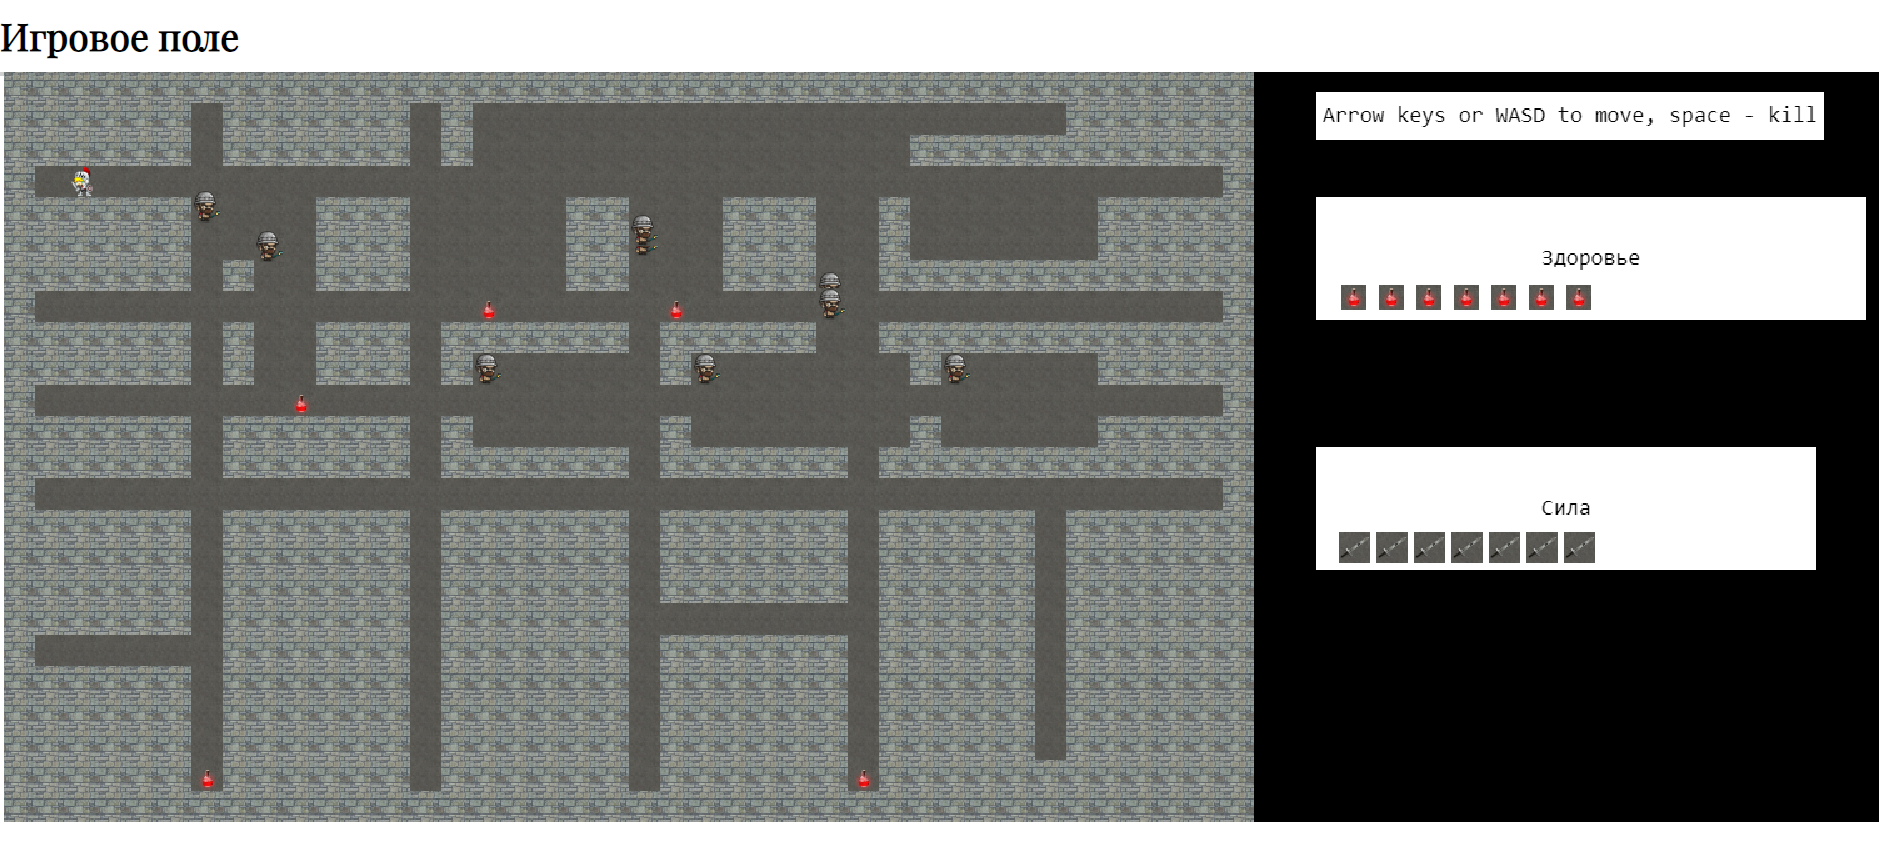 Игровое поле
Arrow keys or WASD to move, space - kill
Здоровье
Сила